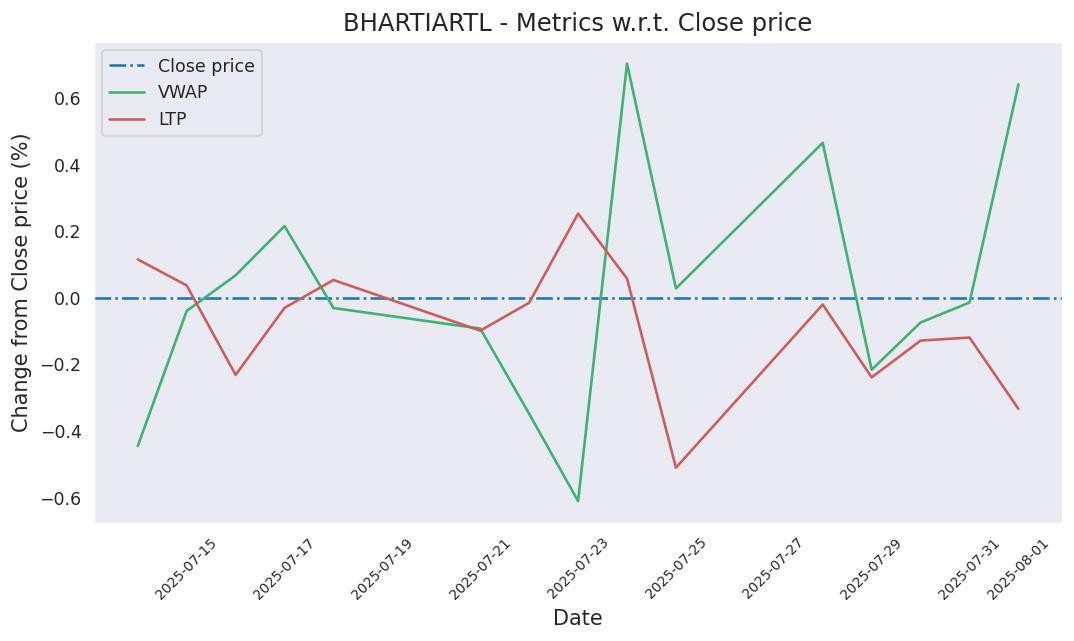 BHARTIARTL - Metrics w.r.t. Close price
Close price
VWAP
LTP
Change from Close price (%)
0.6
0.4
0.2
0.0
−0.2
−0.4
−0.6
2025-07-15
2025-07-17
2025-07-19
2025-07-21
2025-07-23
2025-07-25
2025-07-27
2025-07-29
2025-07-31
2025-08-01
Date